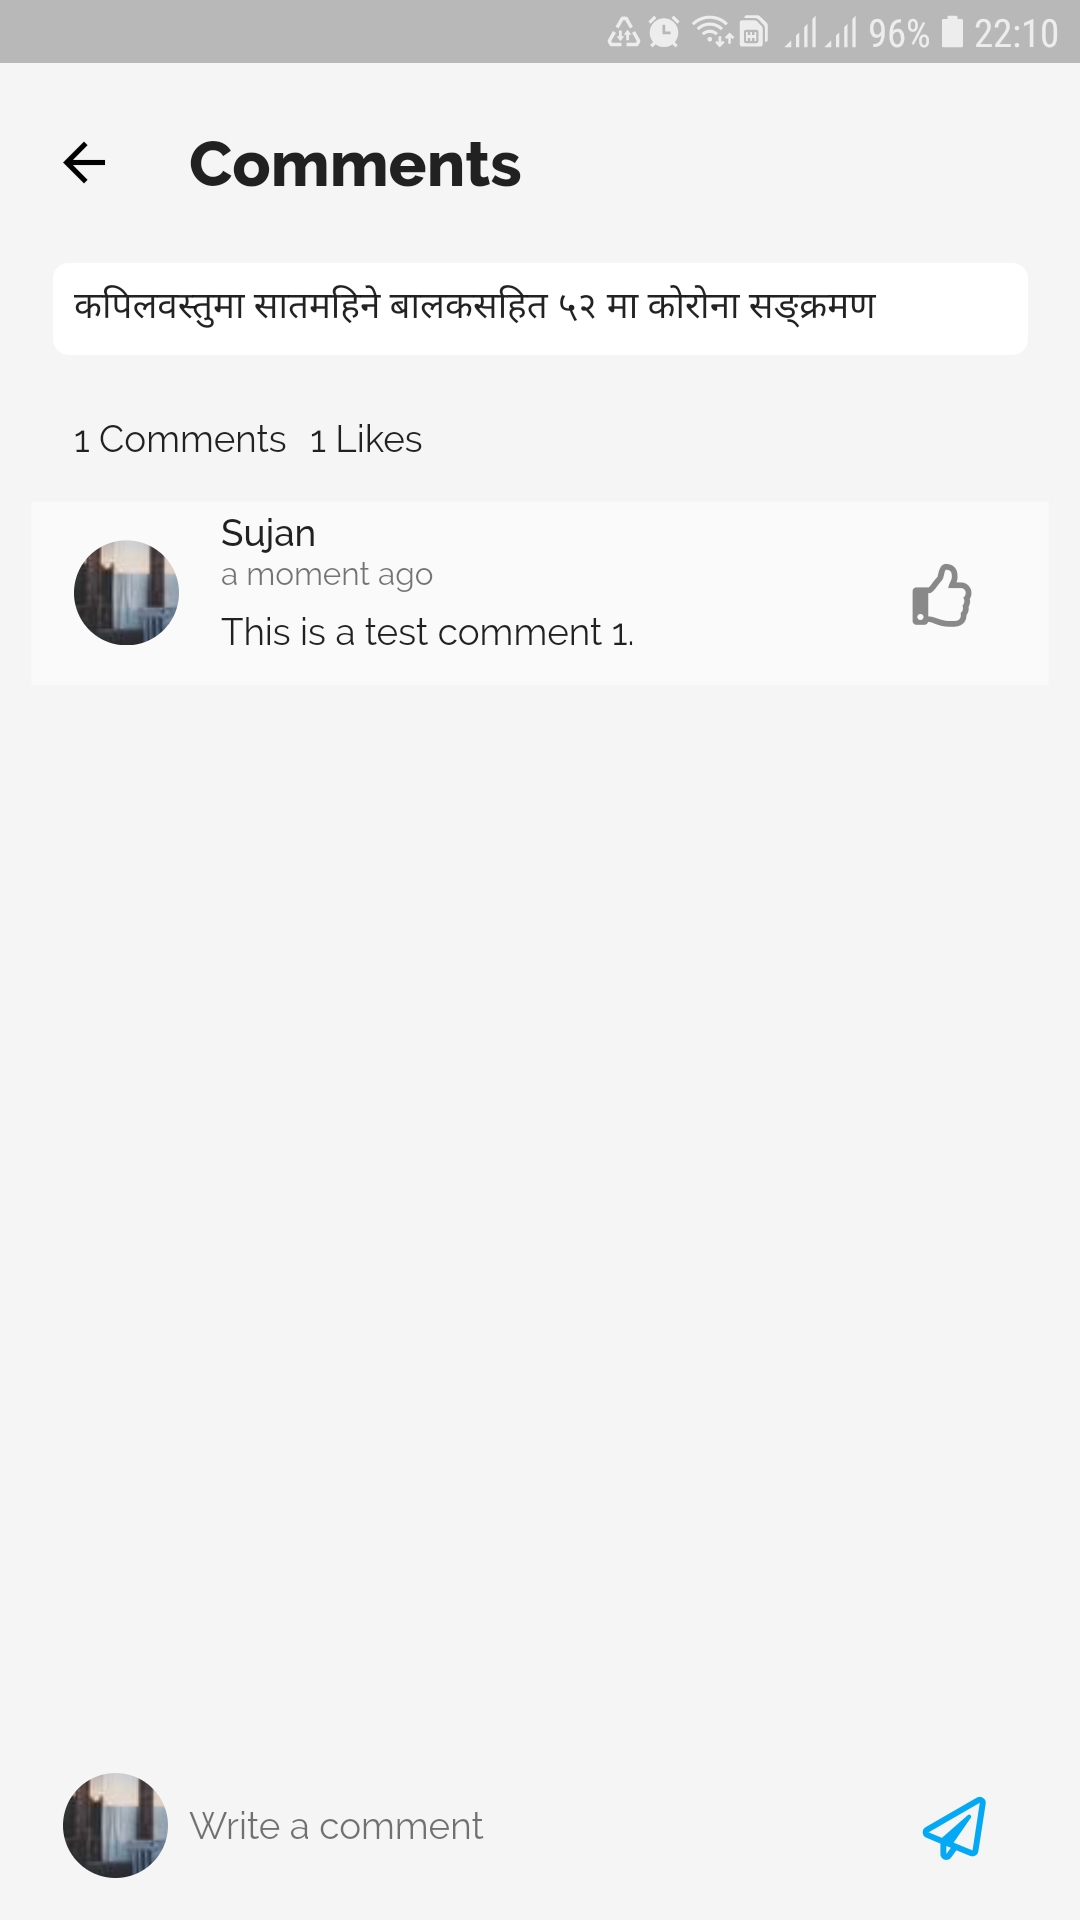 96% 22:10
Comments
कपिलवस्तुमा सातमहिने बालकसहित ५२ मा कोरोना सङ्क्रमण
1 Comments 1 Likes
Sujan
a moment ago
This is a test comment 1.
Write a comment